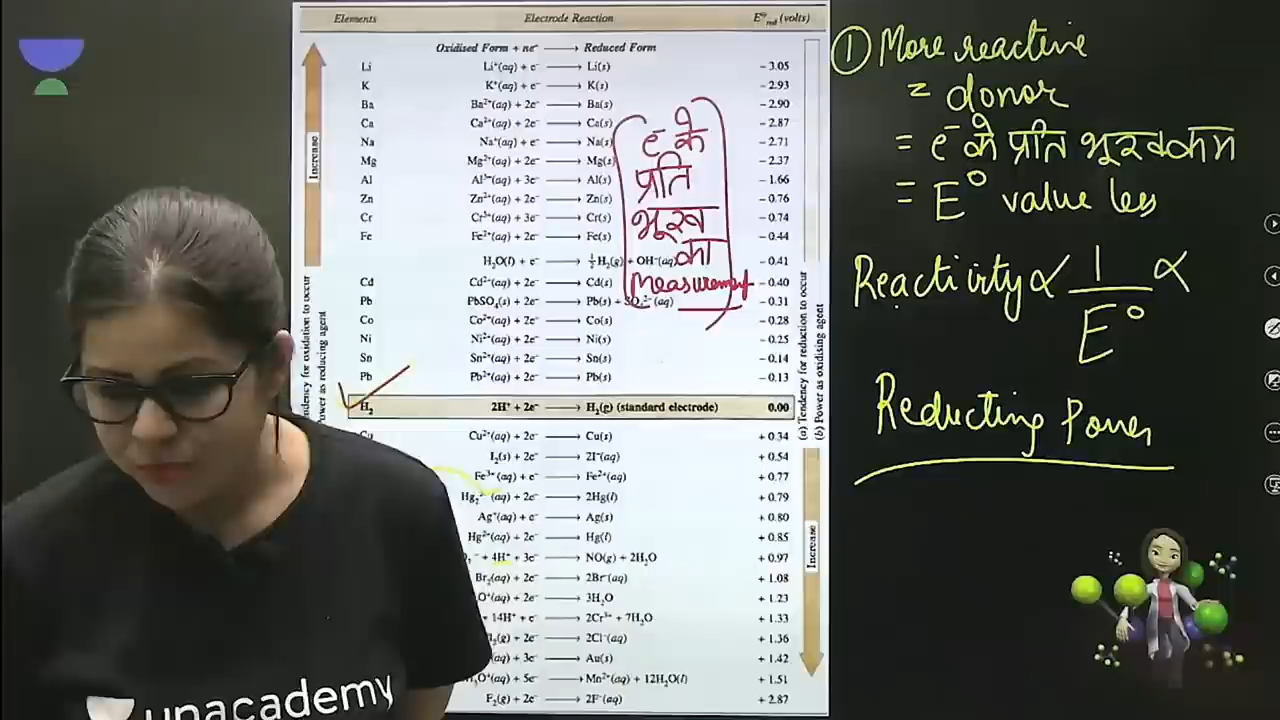 Elements Electrode Reaction E°red (volts)
Oxidised Form + ne⁻ ⟶ Reduced Form
Li Li⁺(aq) + e⁻ ⟶ Li(s) − 3.05
K K⁺(aq) + e⁻ ⟶ K(s) − 2.93
Ba Ba²⁺(aq) + 2e⁻ ⟶ Ba(s) − 2.90
Ca Ca²⁺(aq) + 2e⁻ ⟶ Ca(s) − 2.87
Na Na⁺(aq) + e⁻ ⟶ Na(s) − 2.71
Mg Mg²⁺(aq) + 2e⁻ ⟶ Mg(s) − 2.37
Al Al³⁺(aq) + 3e⁻ ⟶ Al(s) − 1.66
Zn Zn²⁺(aq) + 2e⁻ ⟶ Zn(s) − 0.76
Cr Cr³⁺(aq) + 3e⁻ ⟶ Cr(s) − 0.74
Fe Fe²⁺(aq) + 2e⁻ ⟶ Fe(s) − 0.44
H₂O(l) + e⁻ ⟶ ½H₂(g) + OH⁻(aq) − 0.41
Cd Cd²⁺(aq) + 2e⁻ ⟶ Cd(s) − 0.40
Pb PbSO₄(s) + 2e⁻ ⟶ Pb(s) + SO₄²⁻(aq) − 0.31
Co Co²⁺(aq) + 2e⁻ ⟶ Co(s) − 0.28
Ni Ni²⁺(aq) + 2e⁻ ⟶ Ni(s) − 0.25
Sn Sn²⁺(aq) + 2e⁻ ⟶ Sn(s) − 0.14
Pb Pb²⁺(aq) + 2e⁻ ⟶ Pb(s) − 0.13
H₂ 2H⁺ + 2e⁻ ⟶ H₂(g) (standard electrode) 0.00
Cu²⁺(aq) + 2e⁻ ⟶ Cu(s) + 0.34
I₂(s) + 2e⁻ ⟶ 2I⁻(aq) + 0.54
Fe³⁺(aq) + e⁻ ⟶ Fe²⁺(aq) + 0.77
Hg₂²⁺(aq) + 2e⁻ ⟶ 2Hg(l) + 0.79
Ag⁺(aq) + e⁻ ⟶ Ag(s) + 0.80
Hg²⁺(aq) + 2e⁻ ⟶ Hg(l) + 0.85
+ 4H⁺ + 3e⁻ ⟶ NO(g) + 2H₂O + 0.97
Br₂(aq) + 2e⁻ ⟶ 2Br⁻(aq) + 1.08
O⁺(aq) + 2e⁻ ⟶ 3H₂O + 1.23
+ 14H⁺ + e⁻ ⟶ 2Cr³⁺ + 7H₂O + 1.33
₂(g) + 2e⁻ ⟶ 2Cl⁻(aq) + 1.36
(aq) + 3e⁻ ⟶ Au(s) + 1.42
₃O⁺(aq) + 5e⁻ ⟶ Mn²⁺(aq) + 12H₂O(l) + 1.51
F₂(g) + 2e⁻ ⟶ 2F⁻(aq) + 2.87
Increase
ndency for oxidation to occur
ower as reducing agent
(a) Tendency for reduction to occur
(b) Power as oxidising agent
Increase
e⁻ के
प्रति
भूख
का
measurement
① More reactive
= donor
= e⁻ के प्रति भूख कम
= E° value less
Reactivity ∝ 1/E° ∝
Reducting Power
unacademy